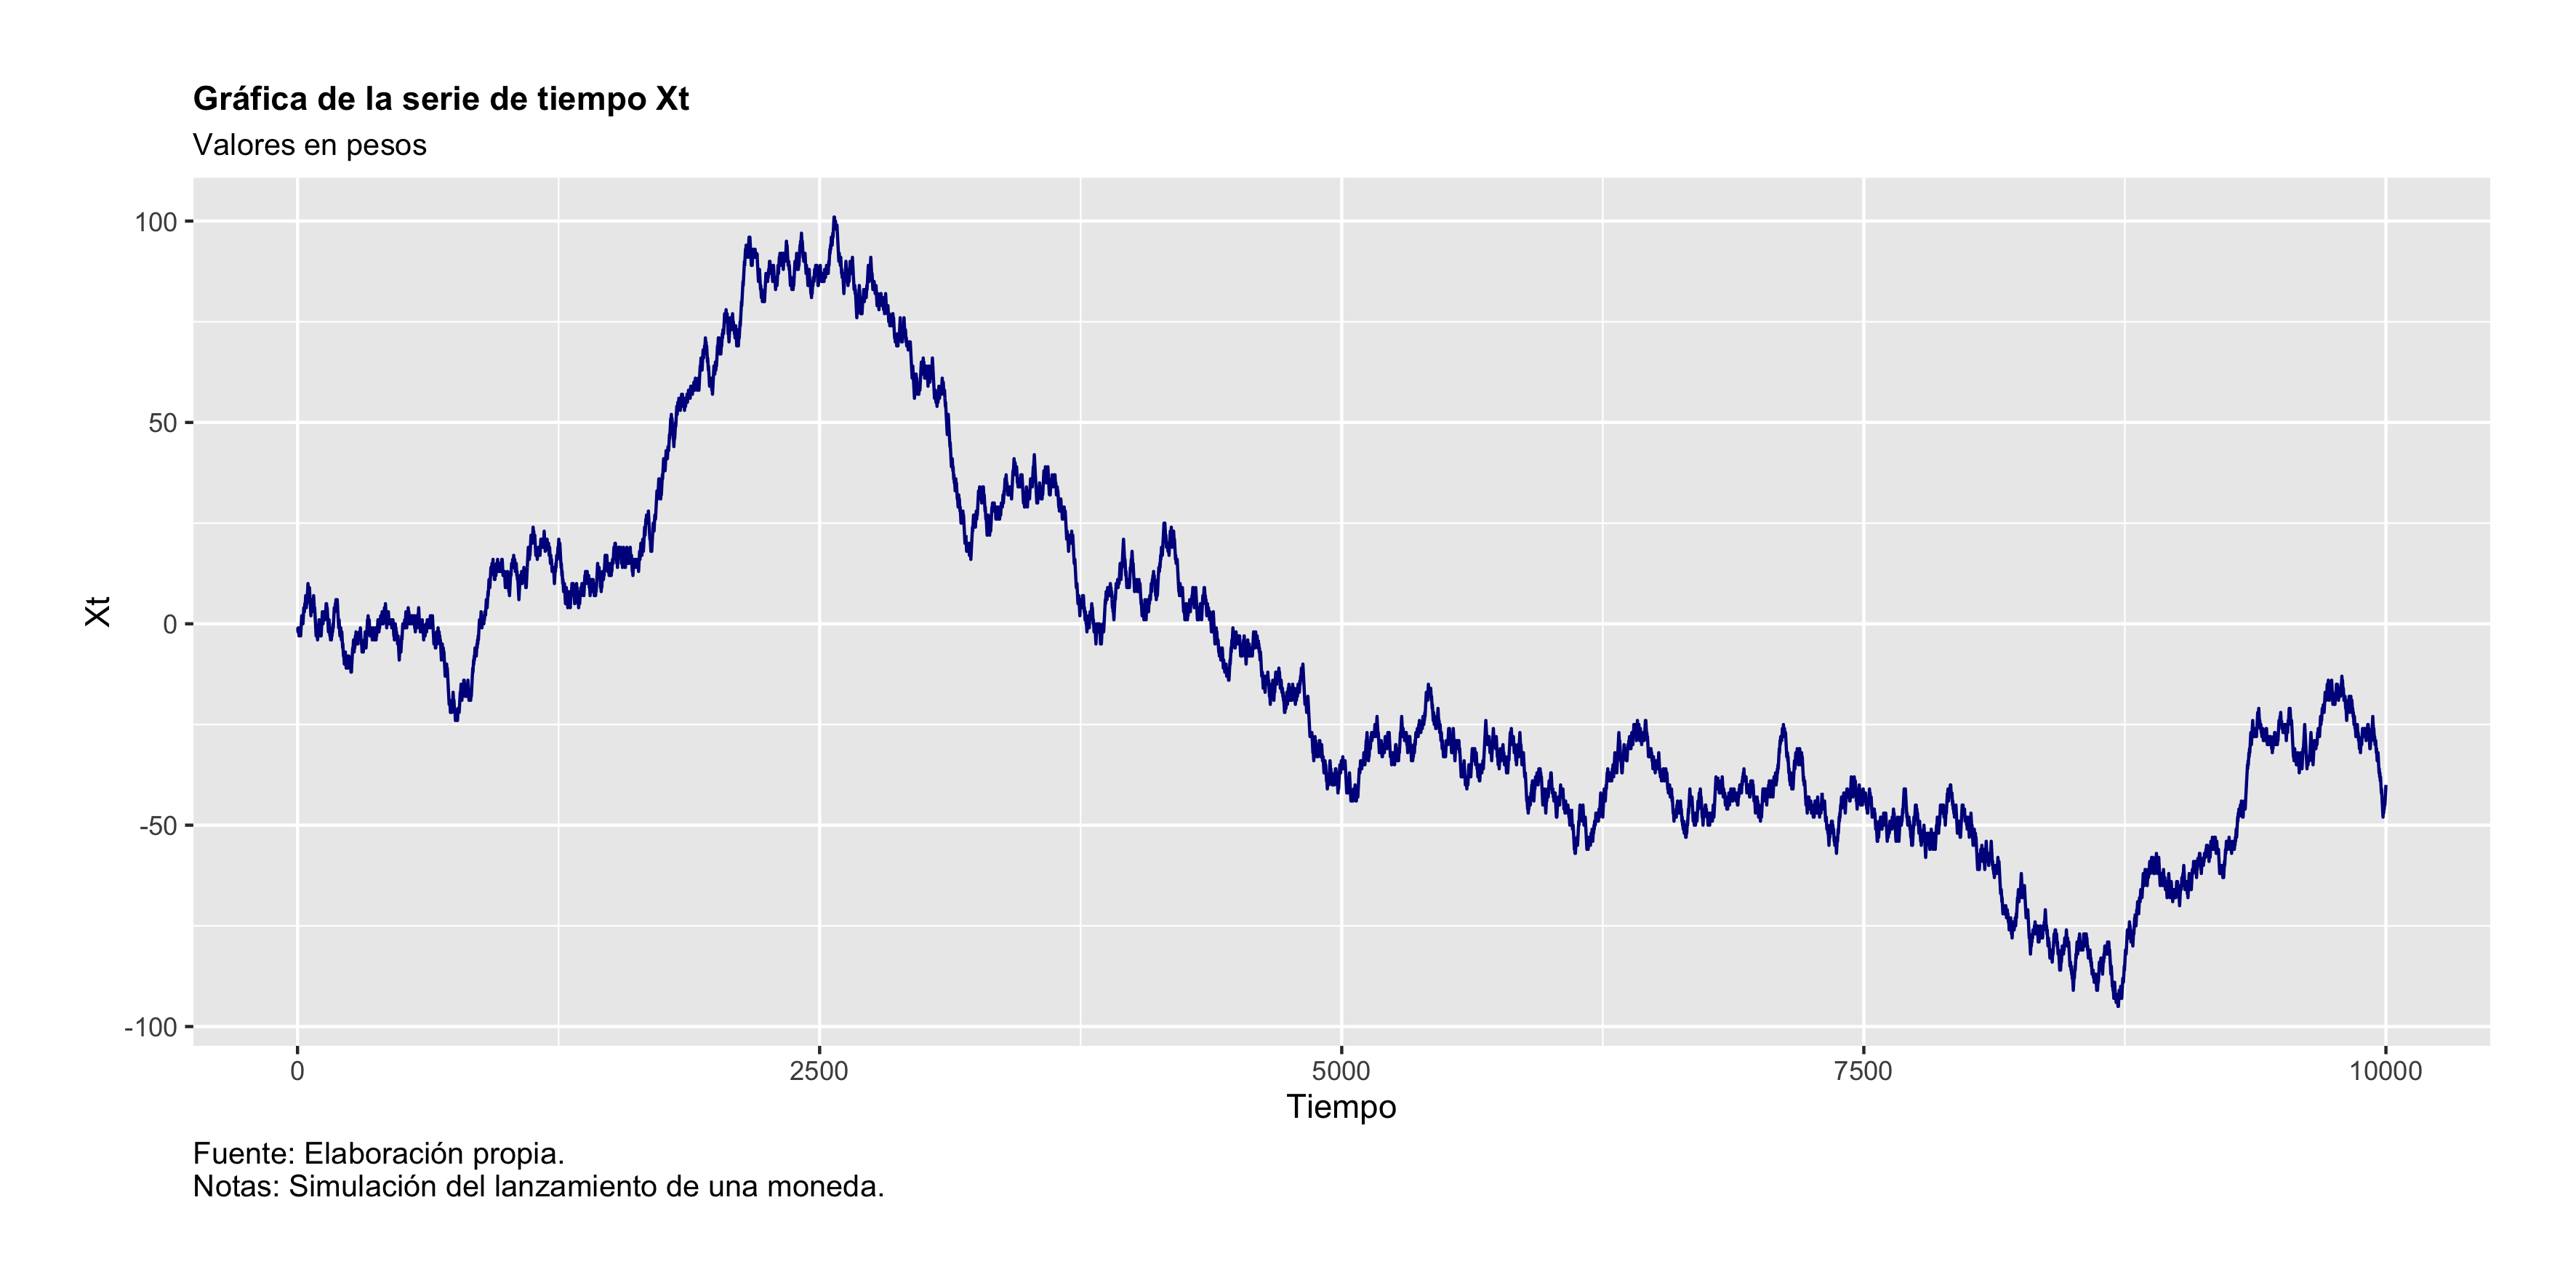 Gráfica de la serie de tiempo Xt
Valores en pesos
100
50
0
-50
-100
Xt
0 2500 5000 7500 10000
Tiempo
Fuente: Elaboración propia.
Notas: Simulación del lanzamiento de una moneda.